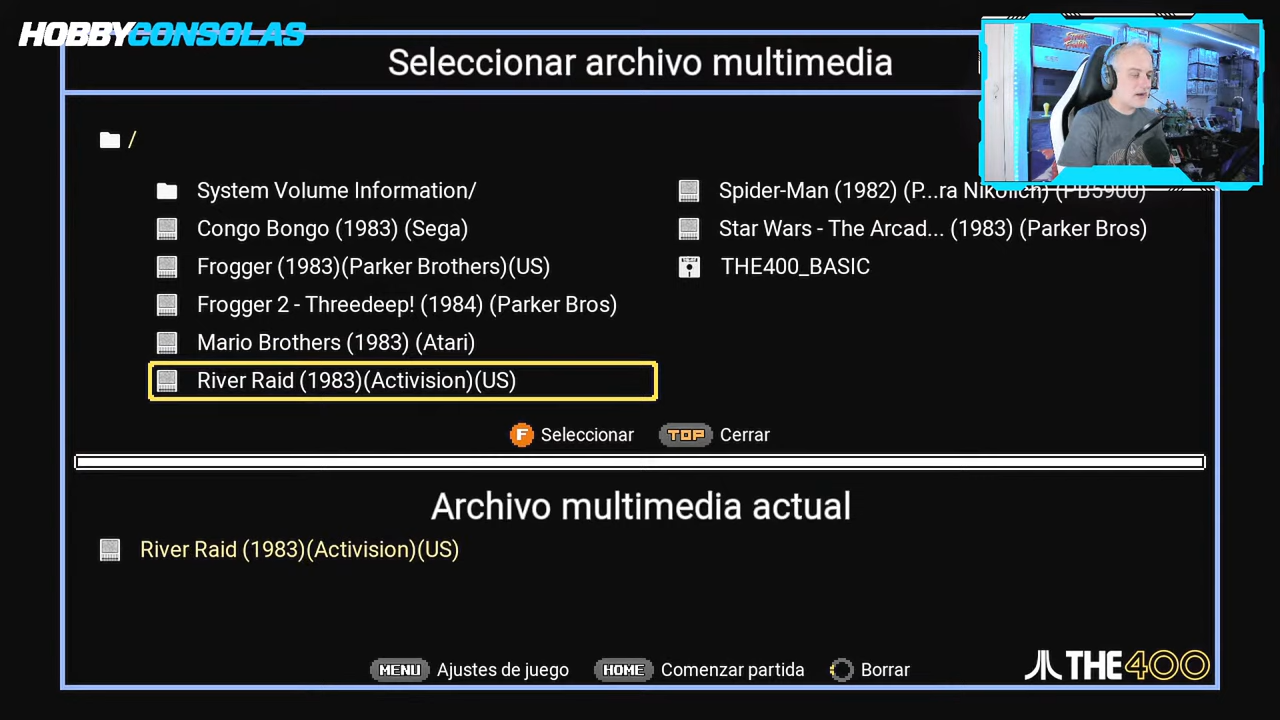 HOBBYCONSOLAS
Seleccionar archivo multimedia
/
System Volume Information/
Congo Bongo (1983) (Sega)
Frogger (1983)(Parker Brothers)(US)
Frogger 2 - Threedeep! (1984) (Parker Bros)
Mario Brothers (1983) (Atari)
River Raid (1983)(Activision)(US)
Spider-Man (1982) (P...ra Nikolich) (PB5900)
Star Wars - The Arcad... (1983) (Parker Bros)
THE400_BASIC
F Seleccionar TOP Cerrar
Archivo multimedia actual
River Raid (1983)(Activision)(US)
MENU Ajustes de juego HOME Comenzar partida Borrar
THE400